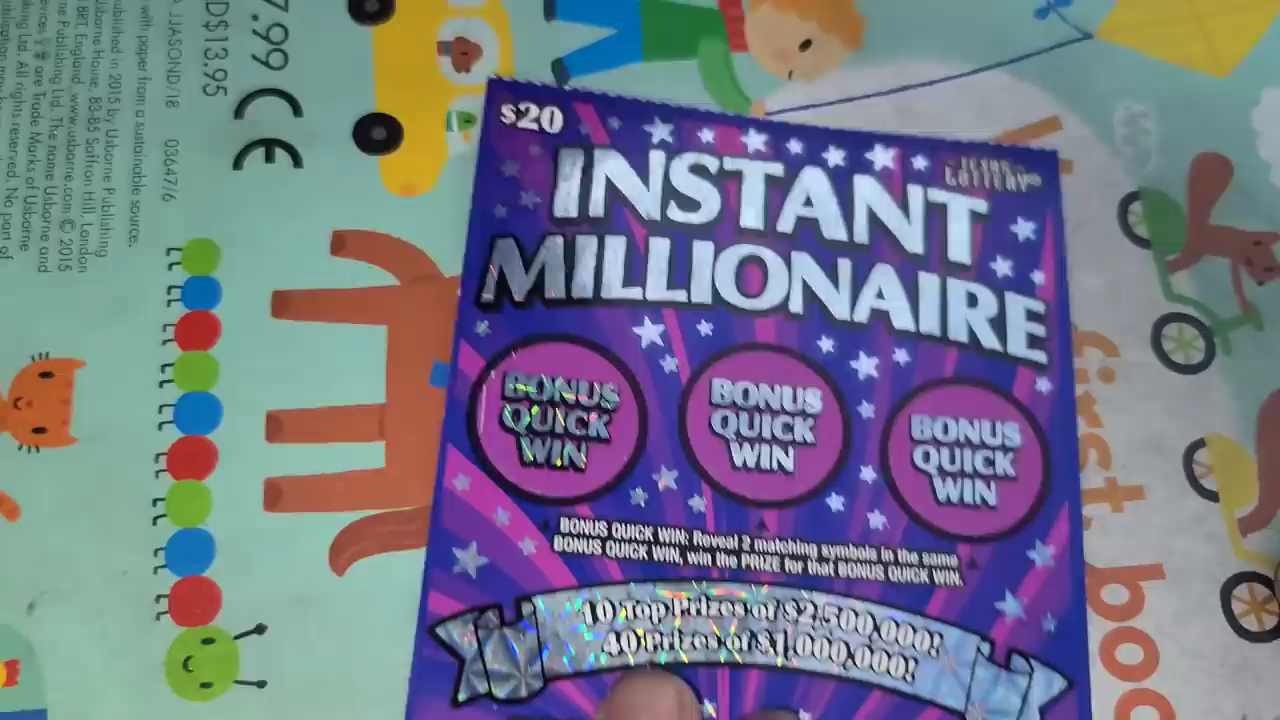 $20
TEXAS
LOTTERY
INSTANT
MILLIONAIRE
BONUS
QUICK
WIN
BONUS
QUICK
WIN
BONUS
QUICK
WIN
BONUS QUICK WIN: Reveal 2 matching symbols in the same
BONUS QUICK WIN, win the PRIZE for that BONUS QUICK WIN.
10 Top Prizes of $2,500,000!
40 Prizes of $1,000,000!
first boo
7.99 CE
D$13.95
JJASOND/18 03647/6
with paper from a sustainable source.
ublished in 2015 by Usborne Publishing
Usborne House, 83-85 Saffron Hill, London
8RT, England. www.usborne.com © 2015
ne Publishing Ltd. The name Usborne and
are Trade Marks of Usborne
Ltd. All rights reserved. No part of